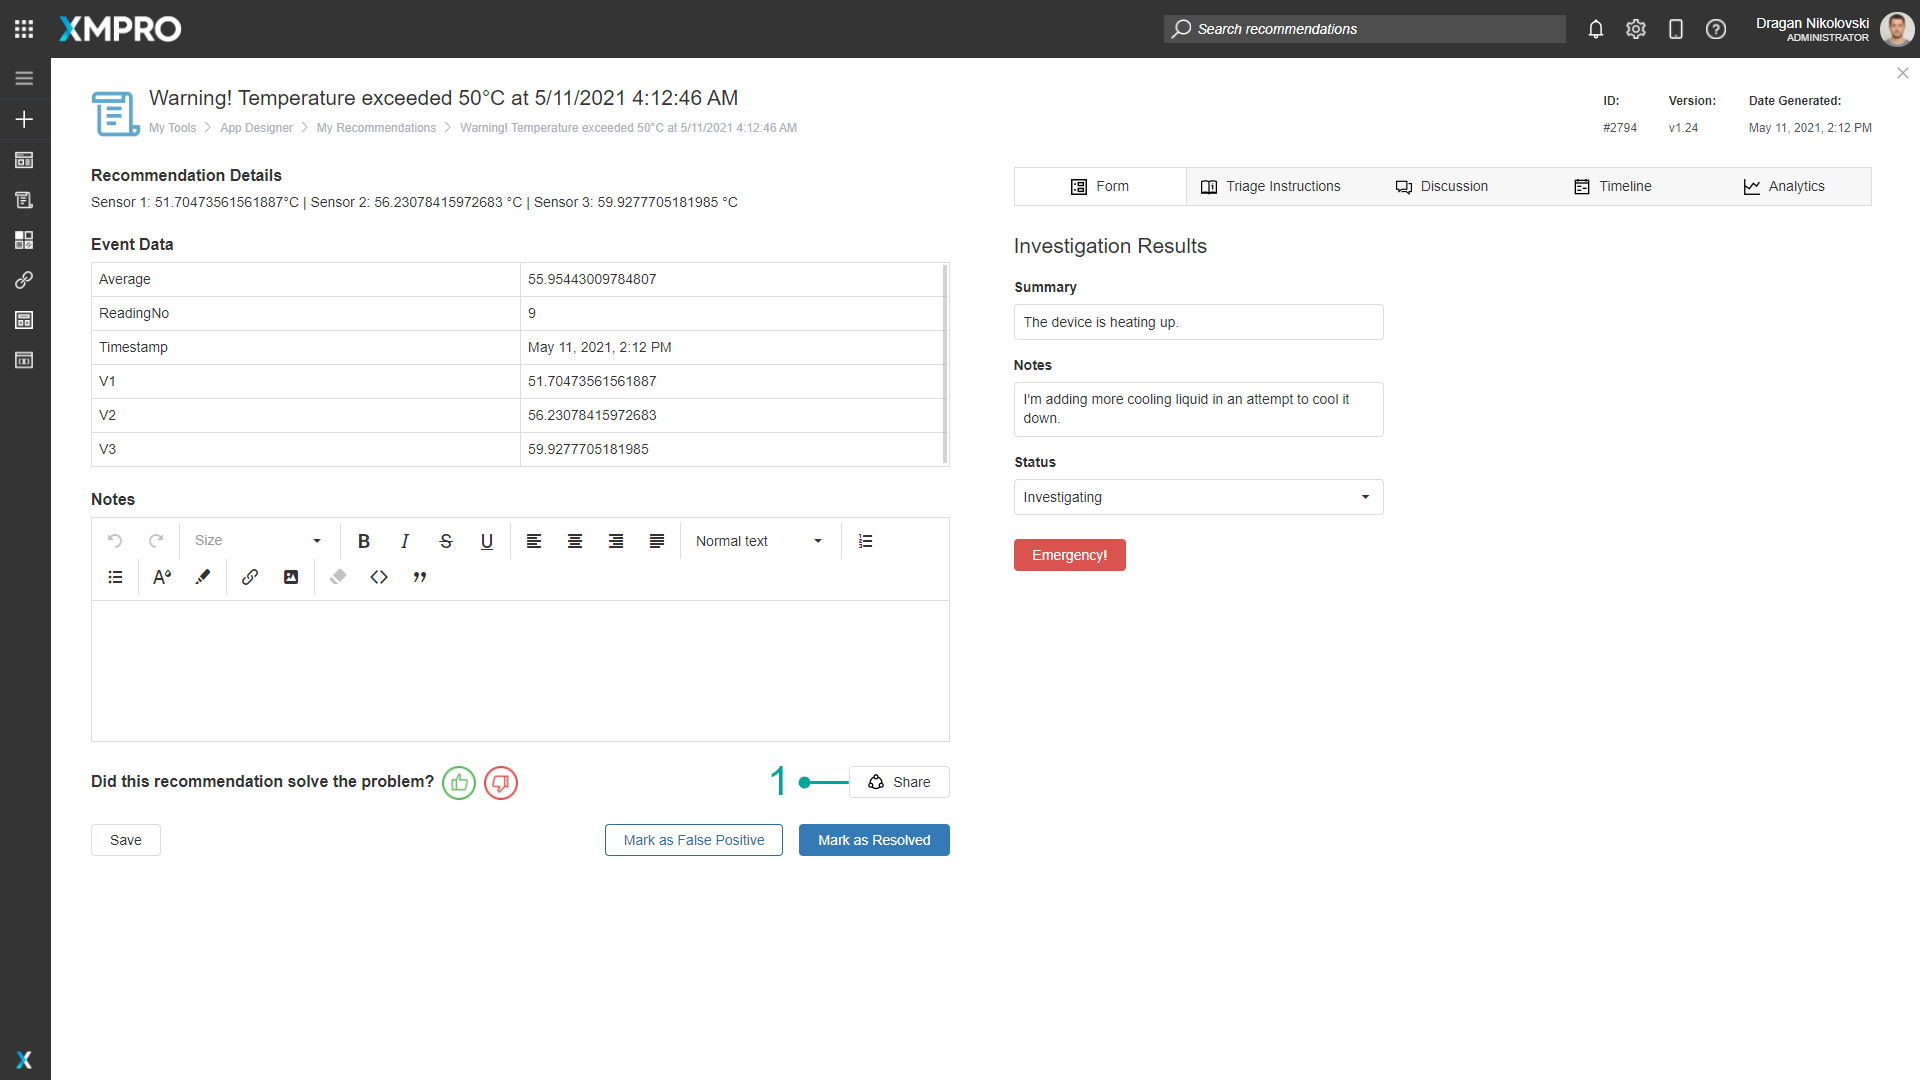 XMPRO
Search recommendations
Dragan Nikolovski
ADMINISTRATOR
Warning! Temperature exceeded 50°C at 5/11/2021 4:12:46 AM
My Tools
App Designer
My Recommendations
Warning! Temperature exceeded 50°C at 5/11/2021 4:12:46 AM
ID:
Version:
Date Generated:
#2794
v1.24
May 11, 2021, 2:12 PM
Recommendation Details
Sensor 1: 51.70473561561887°C | Sensor 2: 56.23078415972683 °C | Sensor 3: 59.9277705181985 °C
Event Data
Average 55.95443009784807
ReadingNo 9
Timestamp May 11, 2021, 2:12 PM
V1 51.70473561561887
V2 56.23078415972683
V3 59.9277705181985
Notes
Size
B I S U
Normal text
Did this recommendation solve the problem?
1
Share
Save
Mark as False Positive
Mark as Resolved
Form
Triage Instructions
Discussion
Timeline
Analytics
Investigation Results
Summary
The device is heating up.
Notes
I'm adding more cooling liquid in an attempt to cool it
down.
Status
Investigating
Emergency!